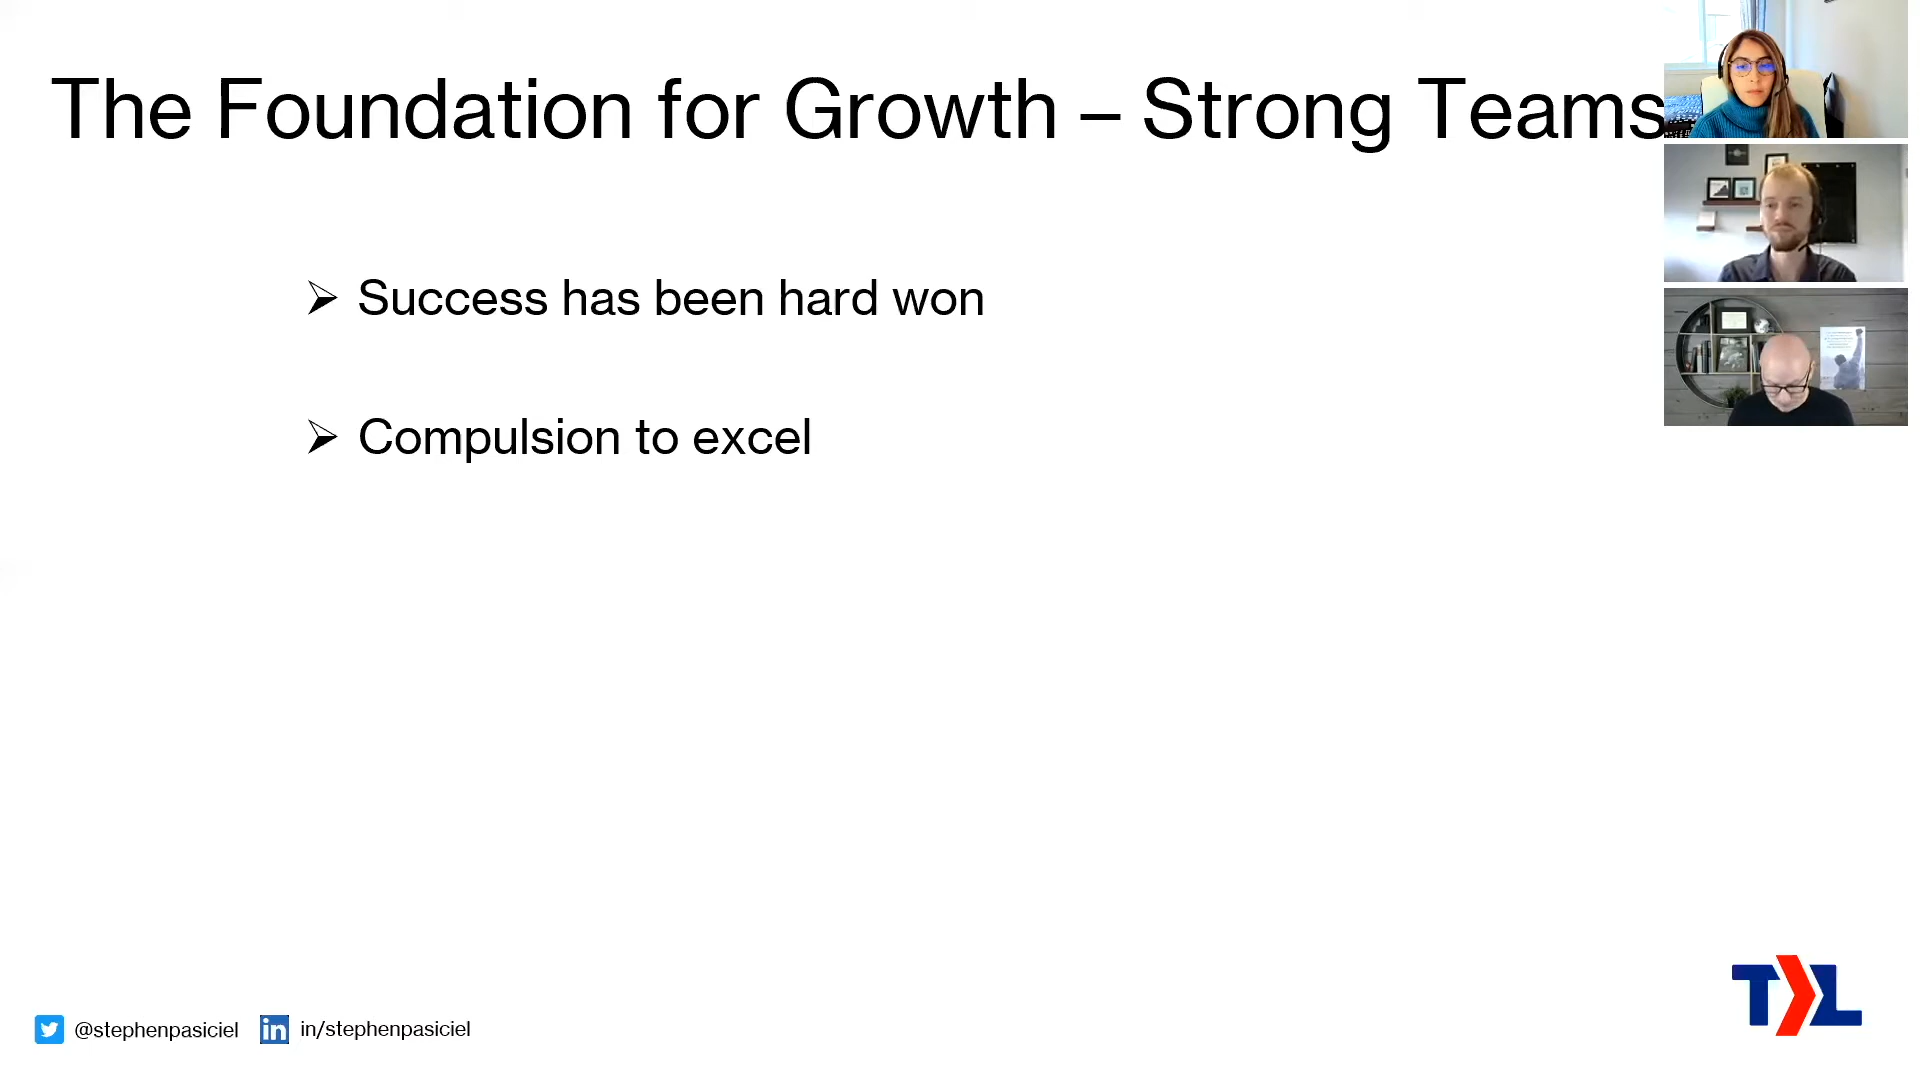 The Foundation for Growth – Strong Teams
Success has been hard won
Compulsion to excel
@stephenpasiciel
in/stephenpasiciel
TL